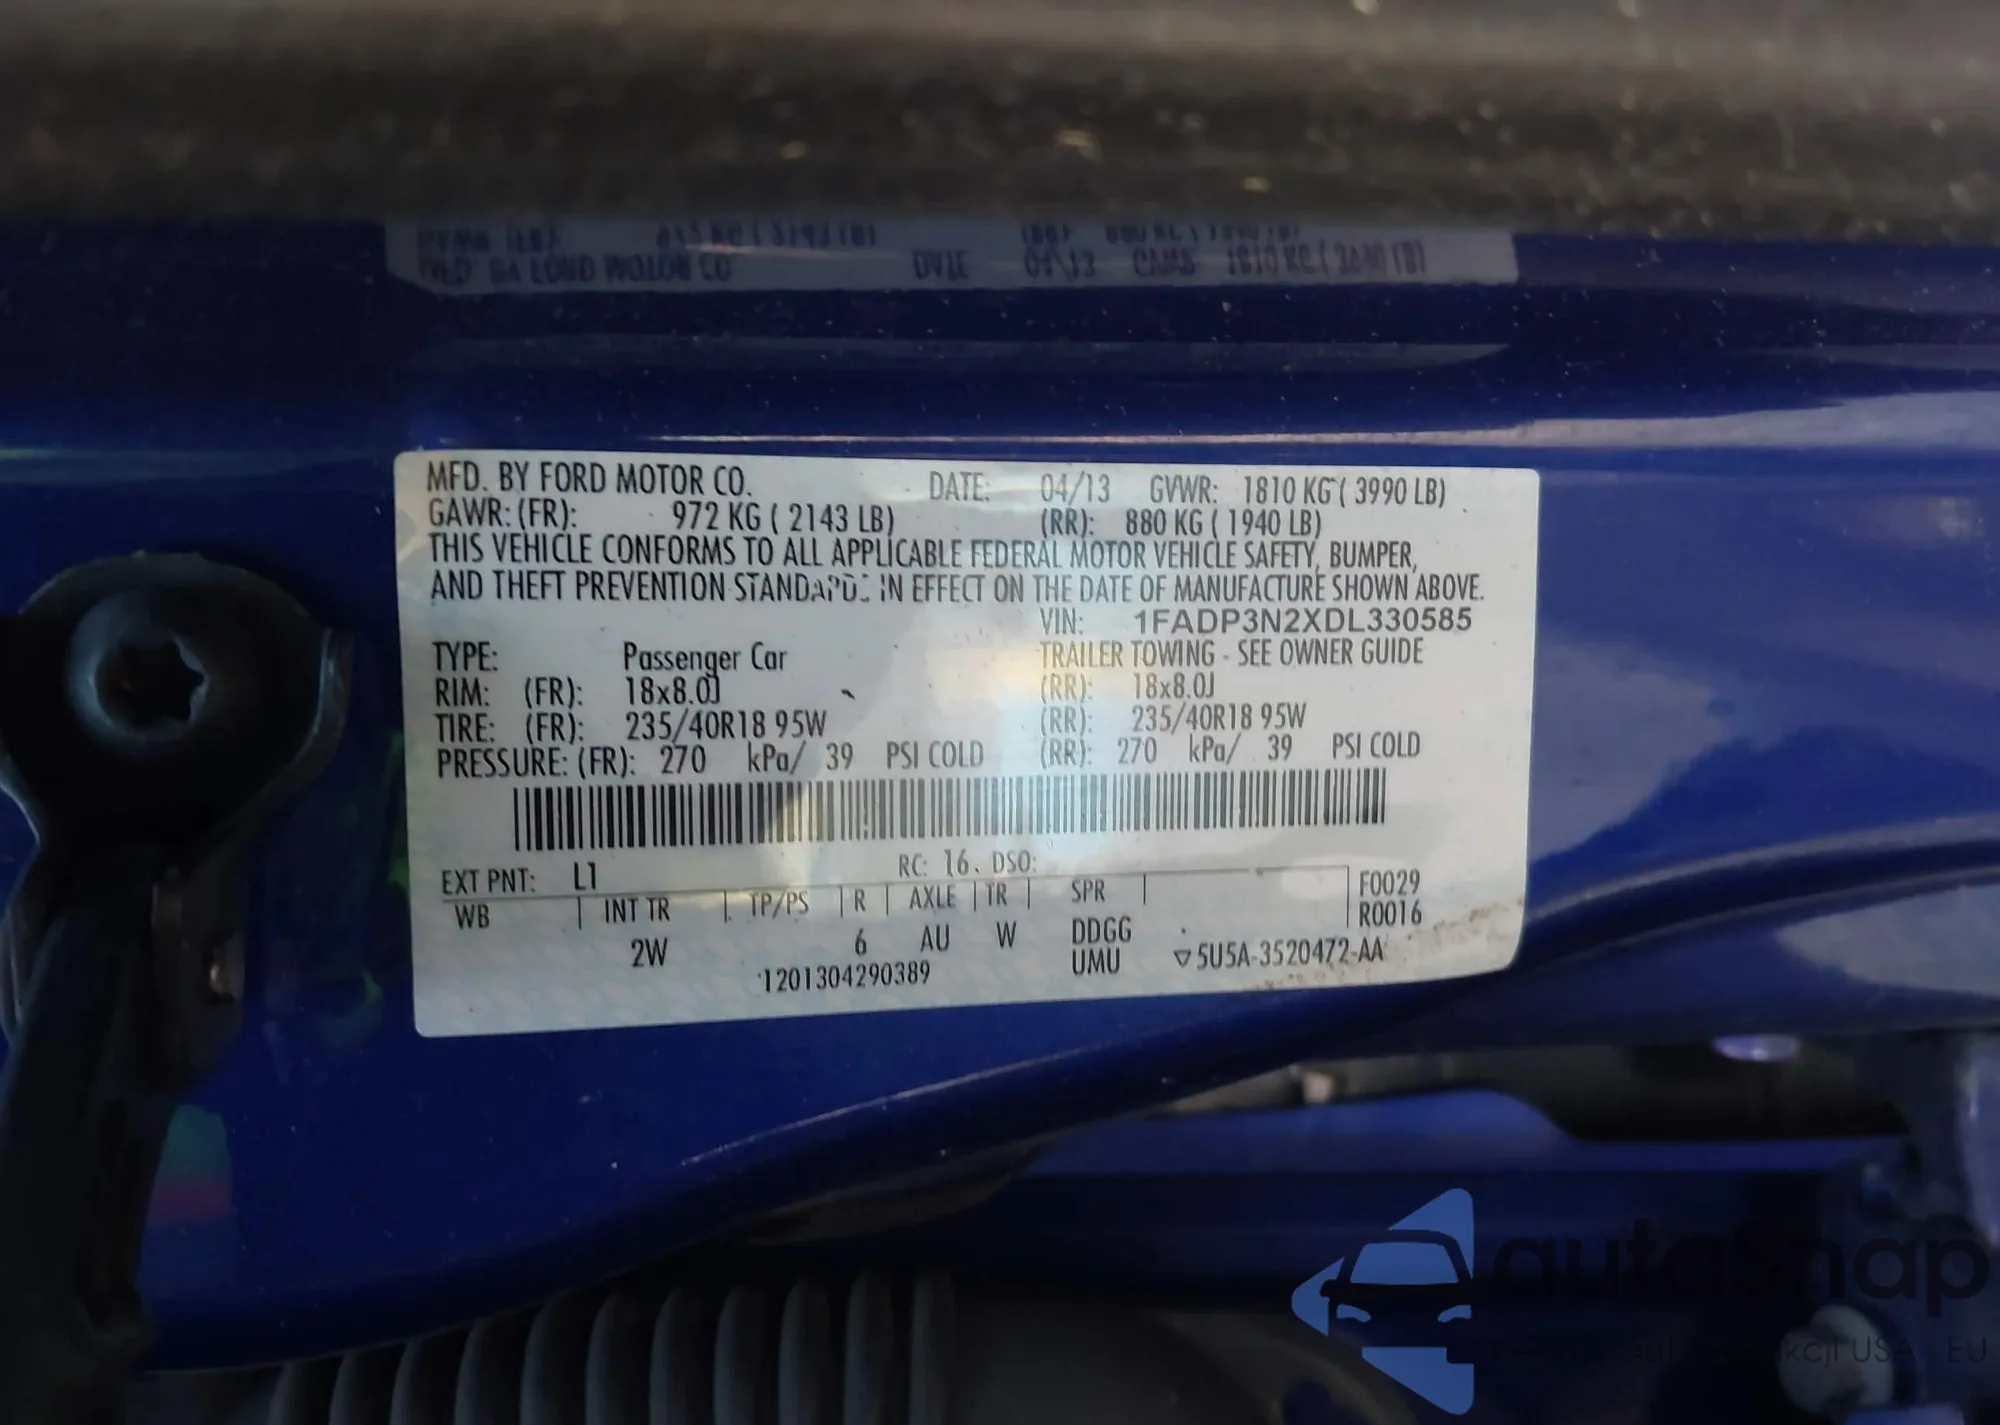 MFD. BY FORD MOTOR CO. DATE: 04/13 GVWR: 1810 KG ( 3990 LB)
GAWR: (FR): 972 KG ( 2143 LB) (RR): 880 KG ( 1940 LB)
THIS VEHICLE CONFORMS TO ALL APPLICABLE FEDERAL MOTOR VEHICLE SAFETY, BUMPER,
AND THEFT PREVENTION IN EFFECT ON THE DATE OF MANUFACTURE SHOWN ABOVE.
VIN: 1FADP3N2XDL330585
TYPE: Passenger Car TRAILER TOWING - SEE OWNER GUIDE
RIM: (FR): 18x8.0J (RR): 18x8.0J
TIRE: (FR): 235/40R18 95W (RR): 235/40R18 95W
PRESSURE: (FR): 270 kPa/ 39 PSI COLD (RR): 270 kPa/ 39 PSI COLD
EXT PNT: L1 RC: 16 DSO: F0029
WB INT TR TP/PS R AXLE TR SPR R0016
2W 6 AU W DDGG
1201304290389 UMU ▽5U5A-3520472-AA
autosnap
USA - EU